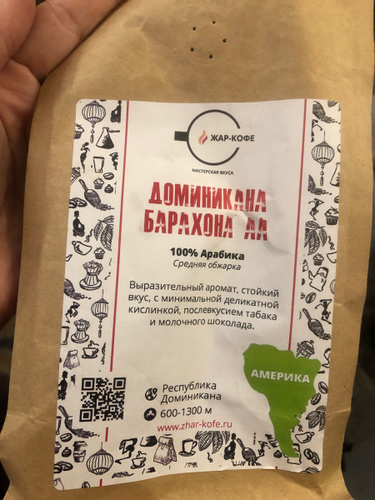 ЖАР-КОФЕ
МАСТЕРСКАЯ ВКУСА
ДОМИНИКАНА
БАРАХОНА АА
100% Арабика
Средняя обжарка
Выразительный аромат, стойкий
вкус, с минимальной деликатной
кислинкой, послевкусием табака
и молочного шоколада.
АМЕРИКА
Республика
Доминикана
600-1300 м
www.zhar-kofe.ru